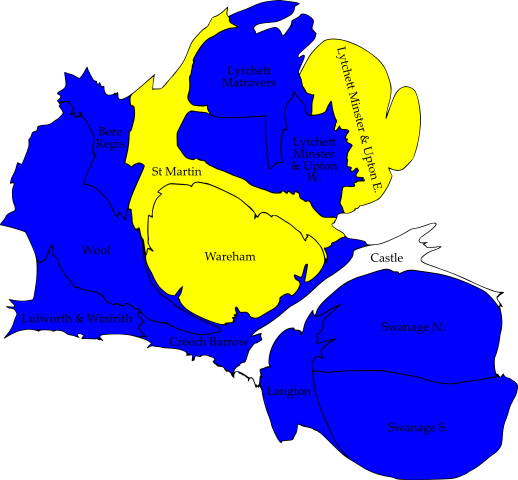 Lytchett
Matravers
Lytchett Minster & Upton E.
Bere
Regis
Lytchett
Minster
& Upton
W.
St Martin
Wool
Wareham
Castle
Lulworth & Winfrith
Creech Barrow
Swanage N.
Langton
Swanage S.